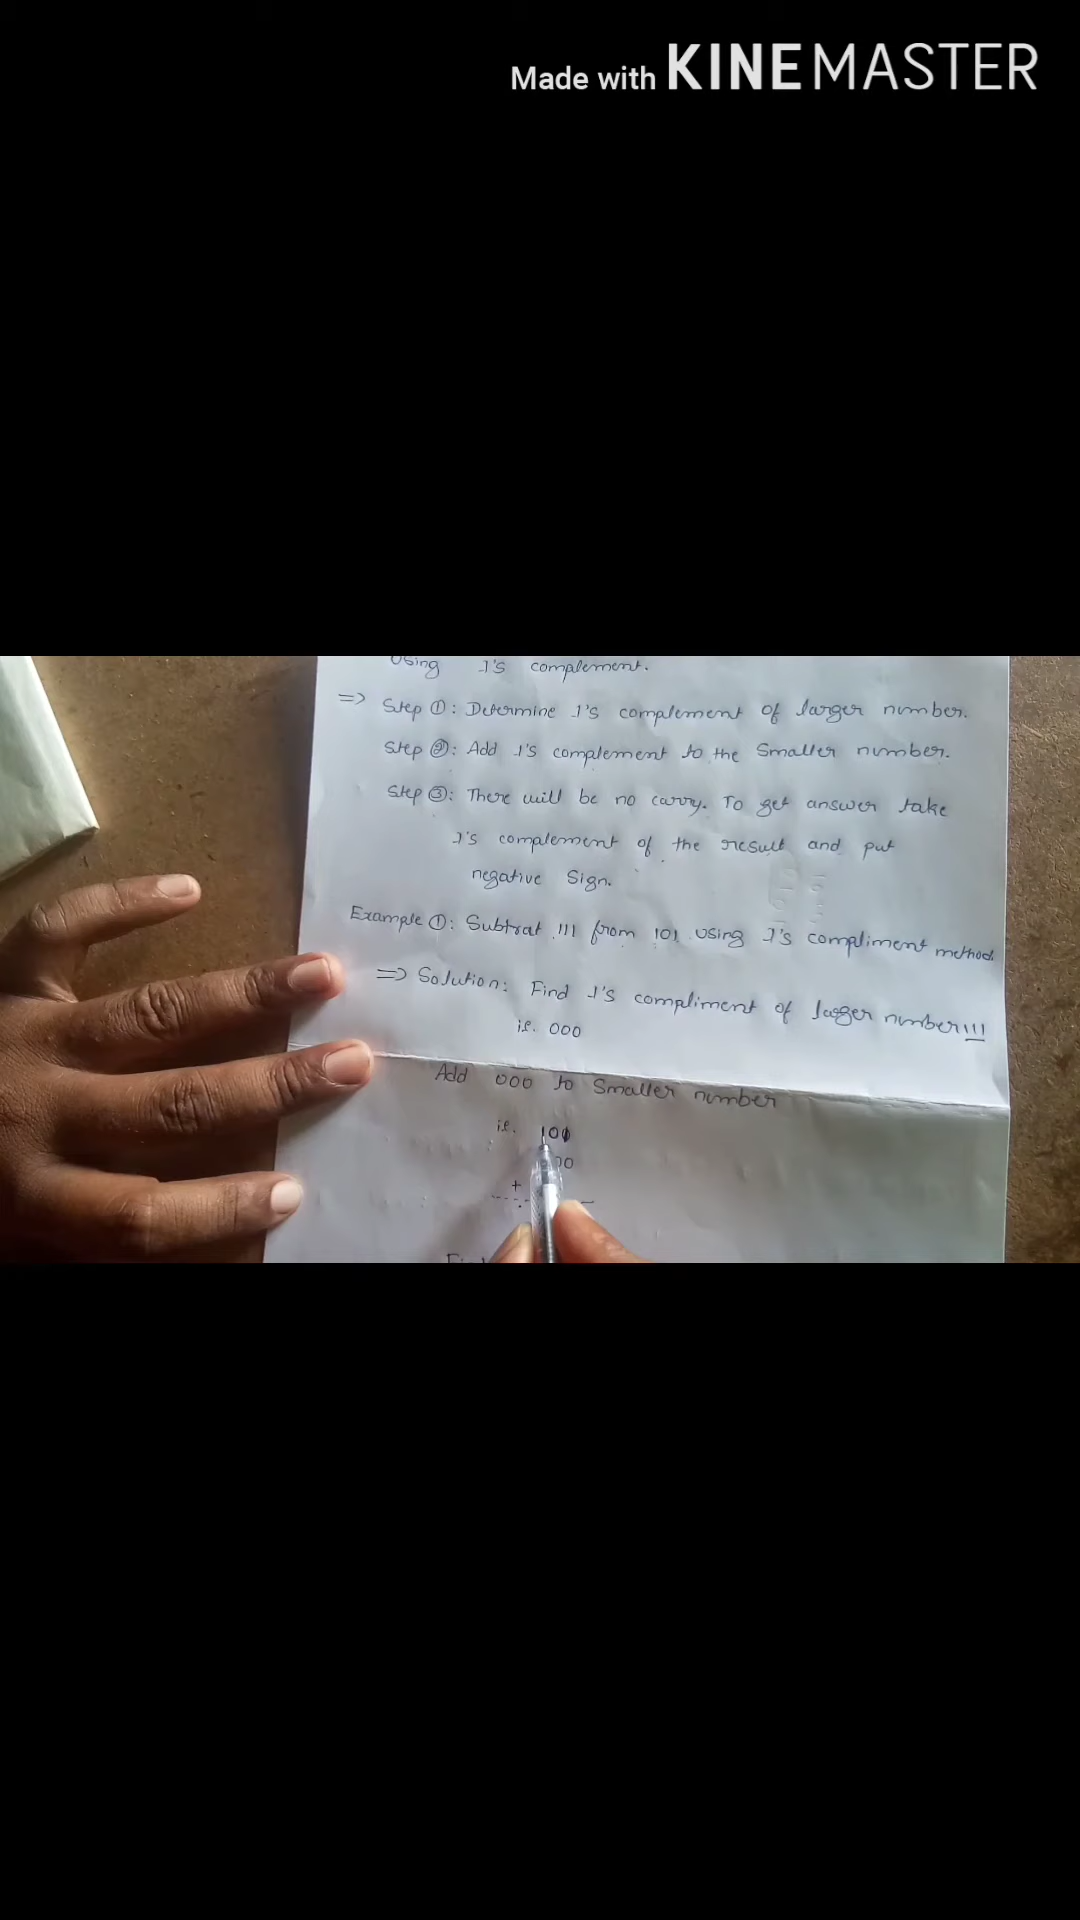 Made with KINEMASTER
Using 1's complement.
=> Step ①: Determine 1's complement of larger number.
Step ②: Add 1's complement to the smaller number.
Step ③: There will be no carry. To get answer take
1's complement of the result and put
negative Sign.
Example ①: Subtrat 111 from 101 using 1's compliment method
=> Solution: Find 1's compliment of larger number 111
i.e. 000
Add 000 to Smaller number
i.e. 101
+